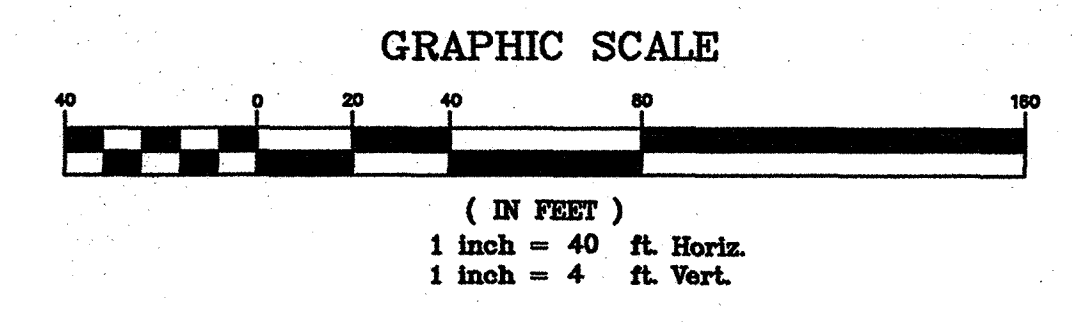 GRAPHIC SCALE
40 0 20 40 80 160
( IN FEET )
1 inch = 40 ft. Horiz.
1 inch = 4 ft. Vert.